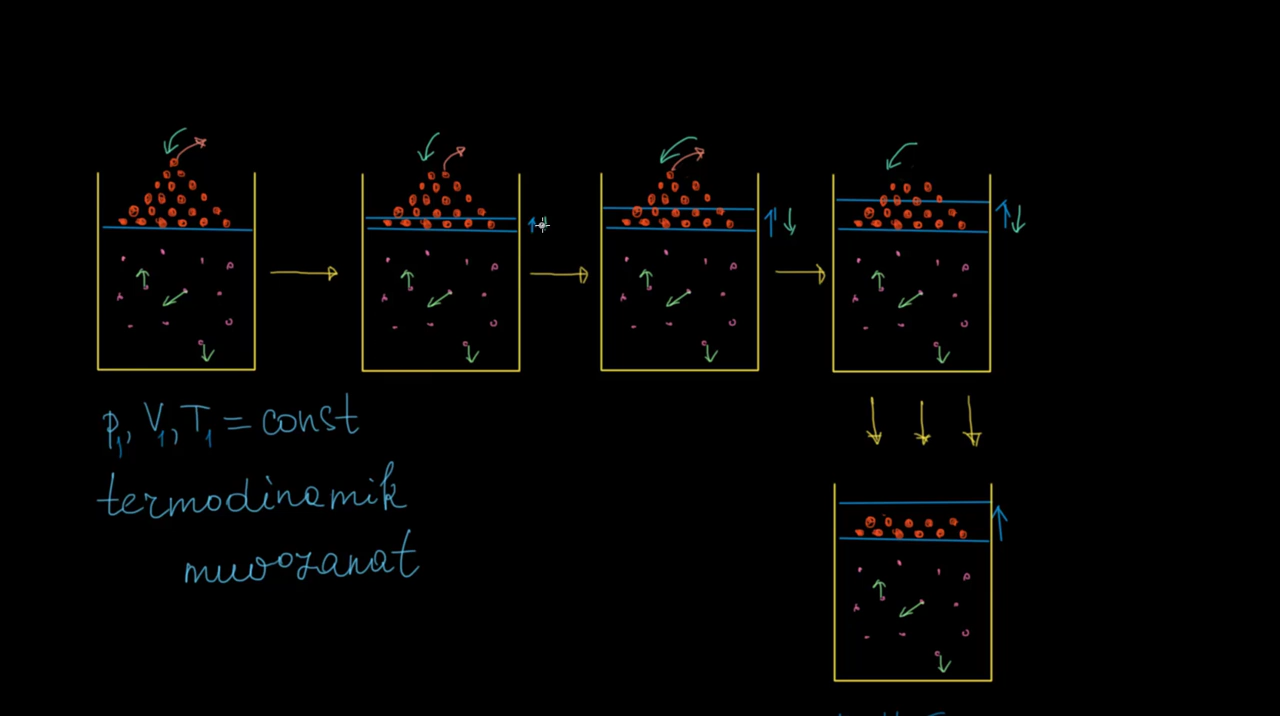 p₁, V₁, T₁ = const
termodinamik
muvozanat